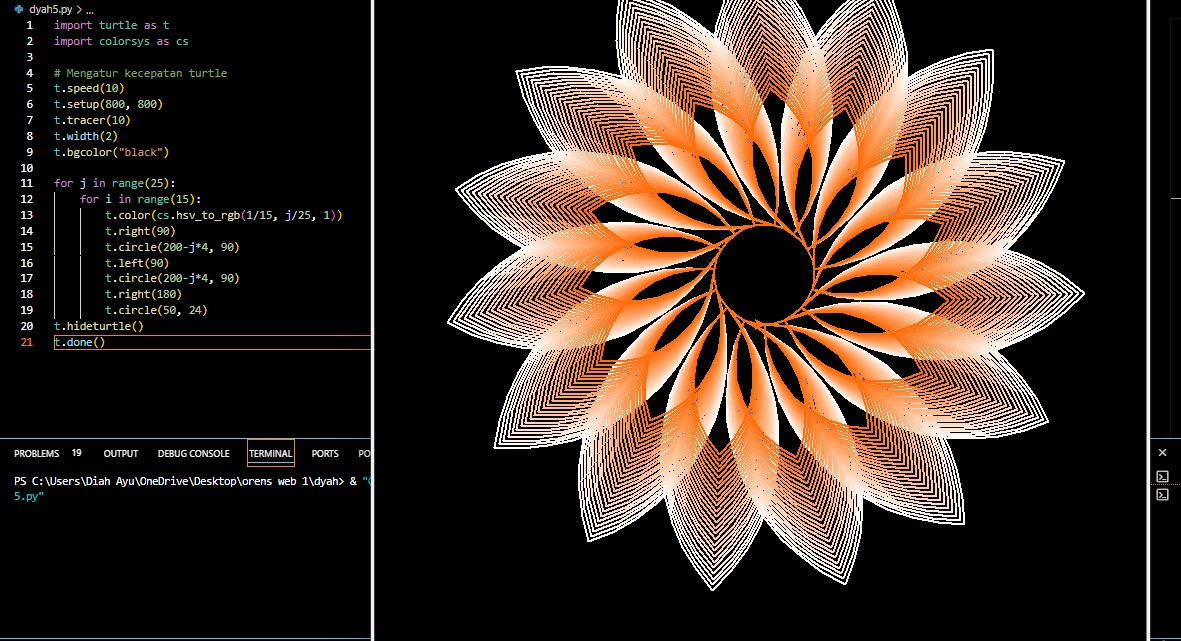 dyah5.py > ...
1 import turtle as t
2 import colorsys as cs
3
4 # Mengatur kecepatan turtle
5 t.speed(10)
6 t.setup(800, 800)
7 t.tracer(10)
8 t.width(2)
9 t.bgcolor("black")
10
11 for j in range(25):
12     for i in range(15):
13         t.color(cs.hsv_to_rgb(1/15, j/25, 1))
14         t.right(90)
15         t.circle(200-j*4, 90)
16         t.left(90)
17         t.circle(200-j*4, 90)
18         t.right(180)
19         t.circle(50, 24)
20 t.hideturtle()
21 t.done()
PROBLEMS 19 OUTPUT DEBUG CONSOLE TERMINAL PORTS PO
PS C:\Users\Diah Ayu\OneDrive\Desktop\orens web 1\dyah> & "C
5.py"